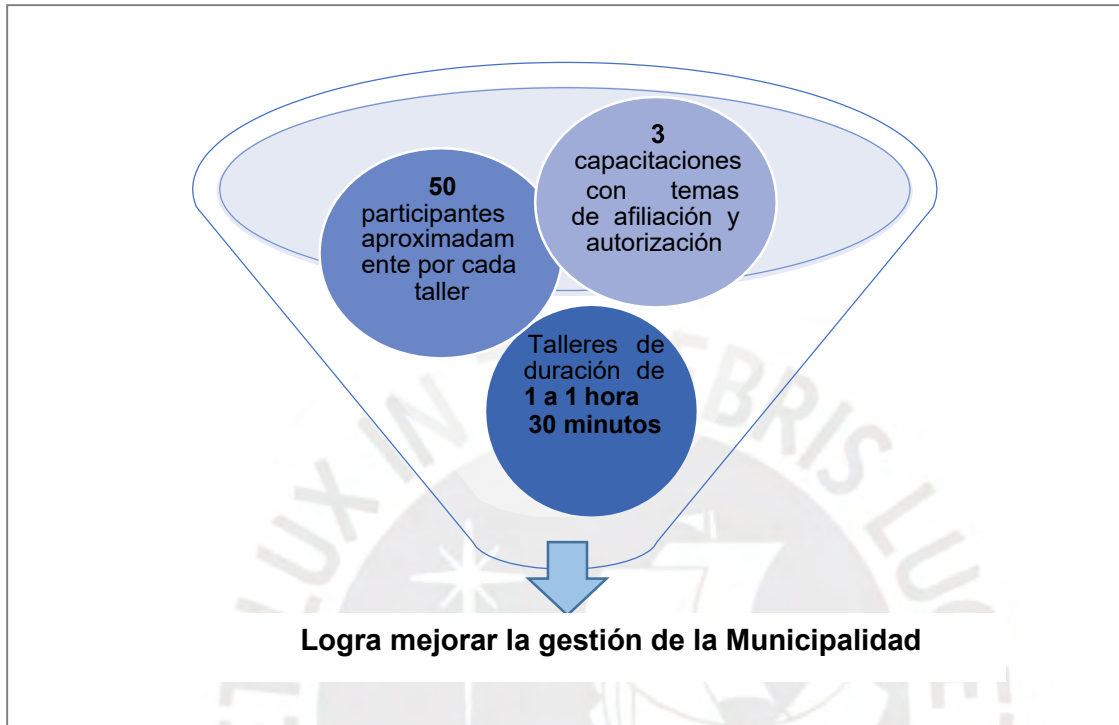 50
participantes
aproximadam
ente por cada
taller
3
capacitaciones
con temas
de afiliación y
autorización
Talleres de
duración de
1 a 1 hora
30 minutos
Logra mejorar la gestión de la Municipalidad